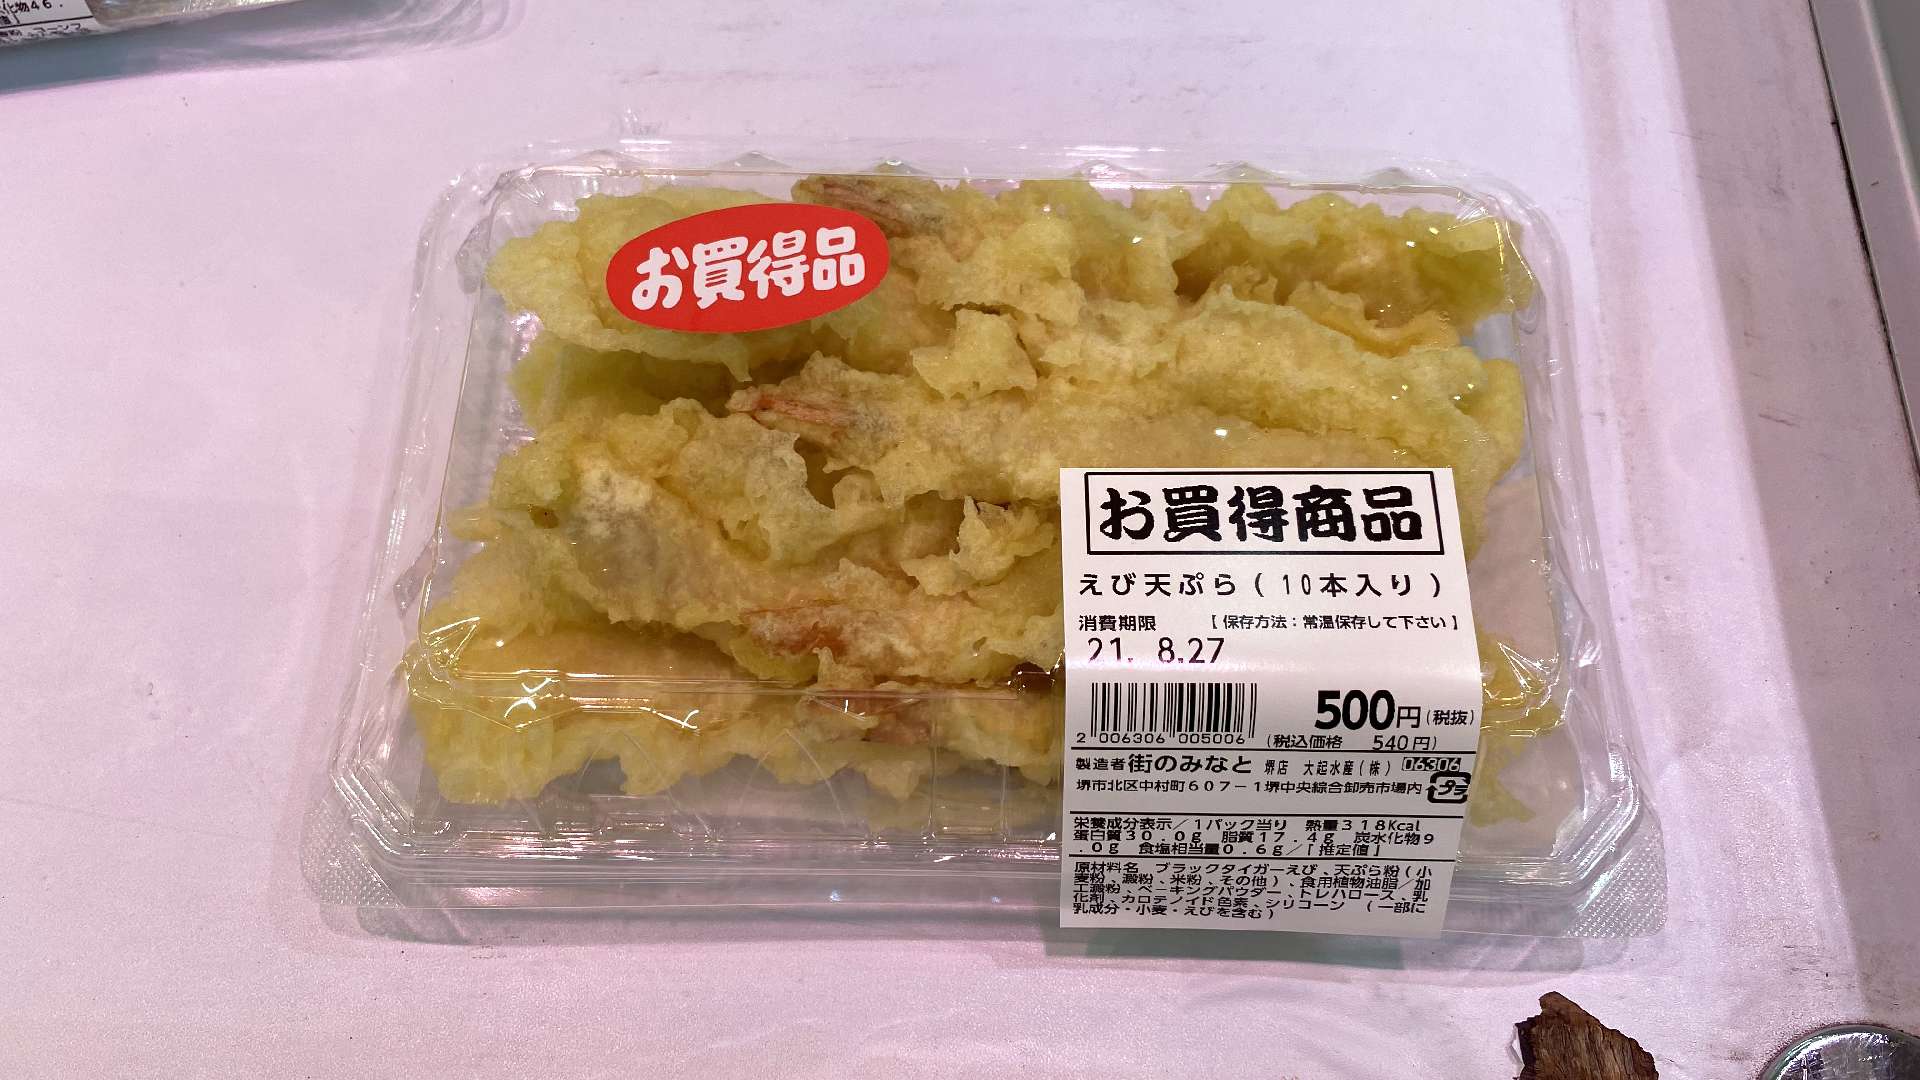 化物46.
お買得品
お買得商品
えび天ぷら(10本入り)
消費期限 【保存方法:常温保存して下さい】
21. 8.27
500円(税抜)
2 006306 005006 (税込価格 540円)
製造者 街のみなと 堺店 大起水産(株) 06306
堺市北区中村町607-1堺中央綜合卸売市場内 プラ
栄養成分表示/1パック当り 熱量318Kcal
蛋白質30.0g 脂質17.4g 炭水化物9
.0g 食塩相当量0.6g/[推定値]
原材料名 ブラックタイガーえび、天ぷら粉(小
麦粉、澱粉、米粉、その他)、食用植物油脂/加
工澱粉、ベーキングパウダー、トレハロース、乳
化剤、カロテノイド色素、シリコーン (一部に
乳成分・小麦・えびを含む)